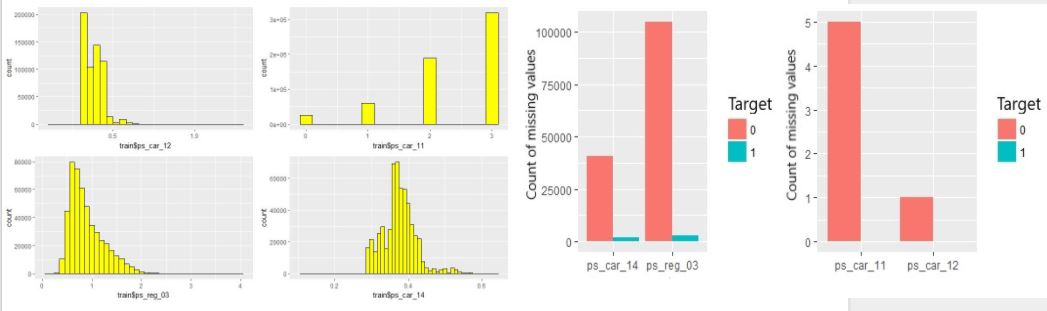 200000
150000
100000
50000
0
count
0.5
1.0
train$ps_car_12
3e+05
2e+05
1e+05
0e+00
count
0
1
2
3
train$ps_car_11
80000
60000
40000
20000
0
count
0
1
2
3
4
train$ps_reg_03
60000
40000
20000
0
count
0.2
0.4
0.6
train$ps_car_14
Count of missing values
100000
75000
50000
25000
0
ps_car_14 ps_reg_03
Target
0
1
Count of missing values
5
4
3
2
1
0
ps_car_11 ps_car_12
Target
0
1